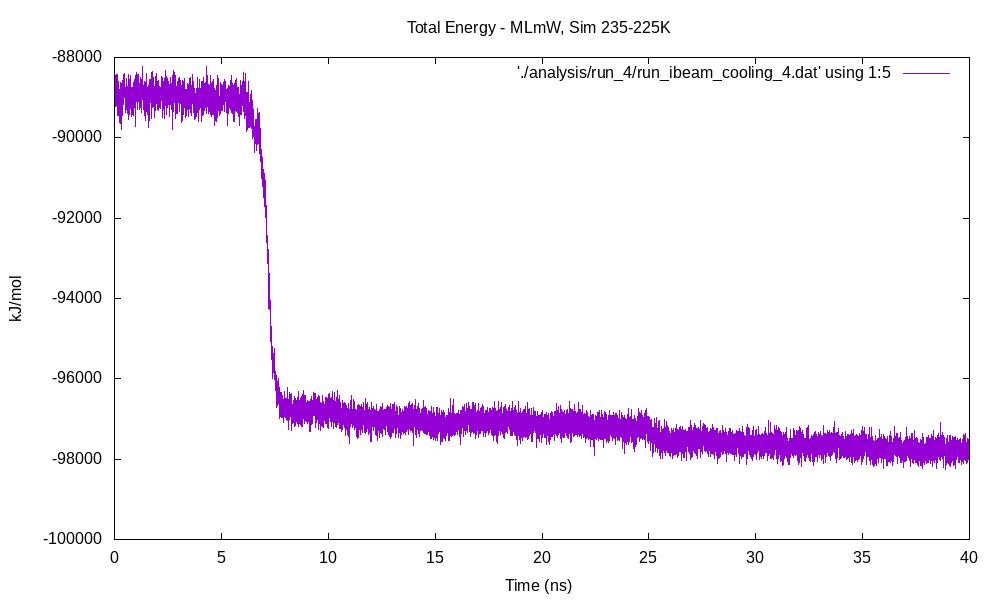 Total Energy - MLmW, Sim 235-225K
'./analysis/run_4/run_ibeam_cooling_4.dat' using 1:5
-88000
-90000
-92000
-94000
-96000
-98000
-100000
kJ/mol
0 5 10 15 20 25 30 35 40
Time (ns)